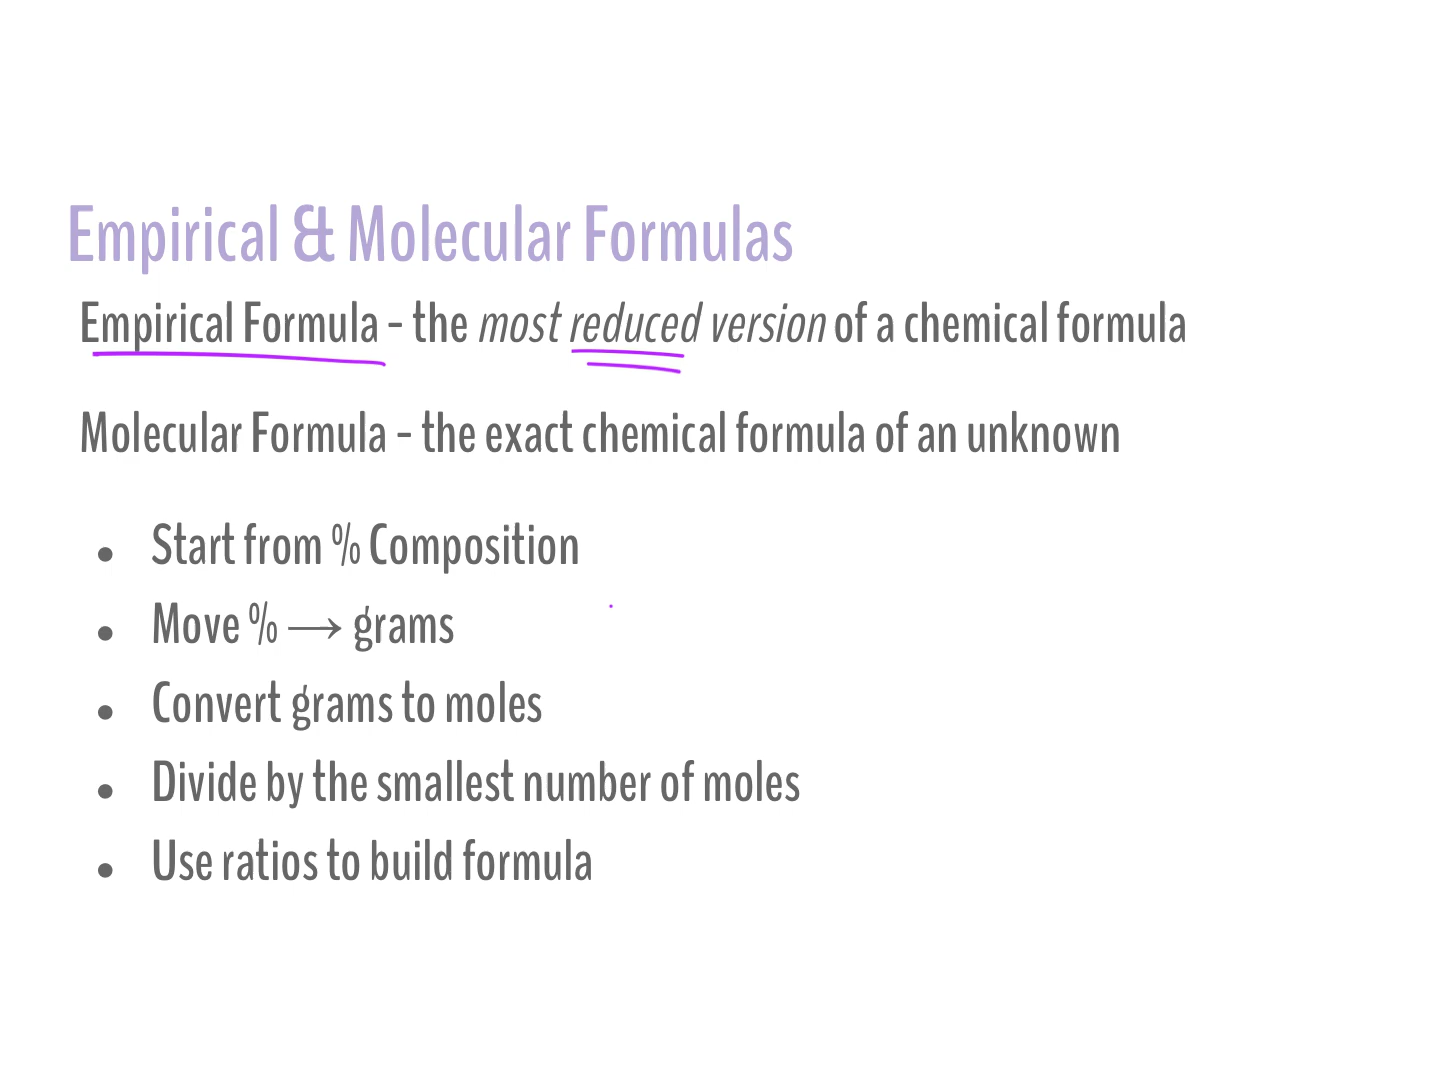 Empirical & Molecular Formulas
Empirical Formula - the most reduced version of a chemical formula
Molecular Formula - the exact chemical formula of an unknown
● Start from % Composition
● Move % → grams
● Convert grams to moles
● Divide by the smallest number of moles
● Use ratios to build formula